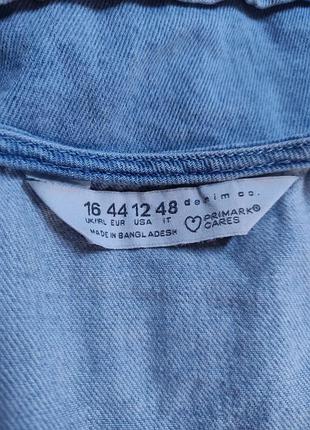 16 44 12 48 denim co.
UK/IRL EUR USA IT PRIMARK®
MADE IN BANGLADESH CARES